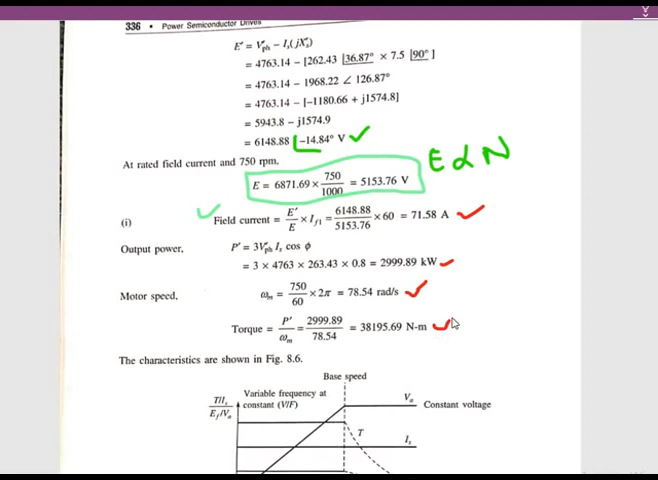 336 • Power Semiconductor Drives
E' = V'ph − Is(jX's)
= 4763.14 − [262.43 ∠36.87° × 7.5 ∠90°]
= 4763.14 − 1968.22 ∠ 126.87°
= 4763.14 − [−1180.66 + j1574.8]
= 5943.8 − j1574.9
= 6148.88 ∠−14.84° V ✓
At rated field current and 750 rpm,
E ∝ N
E = 6871.69 × 750/1000 = 5153.76 V
(i) ✓ Field current = E'/E × If1 = 6148.88/5153.76 × 60 = 71.58 A ✓
Output power, P' = 3V'ph Is cos ϕ
= 3 × 4763 × 263.43 × 0.8 = 2999.89 kW ✓
Motor speed, ωm = 750/60 × 2π = 78.54 rad/s ✓
Torque = P'/ωm = 2999.89/78.54 = 38195.69 N-m ✓
The characteristics are shown in Fig. 8.6.
Base speed
T/Is
Ef/Va
Variable frequency at
constant (V/F)
Va
Constant voltage
T
Is